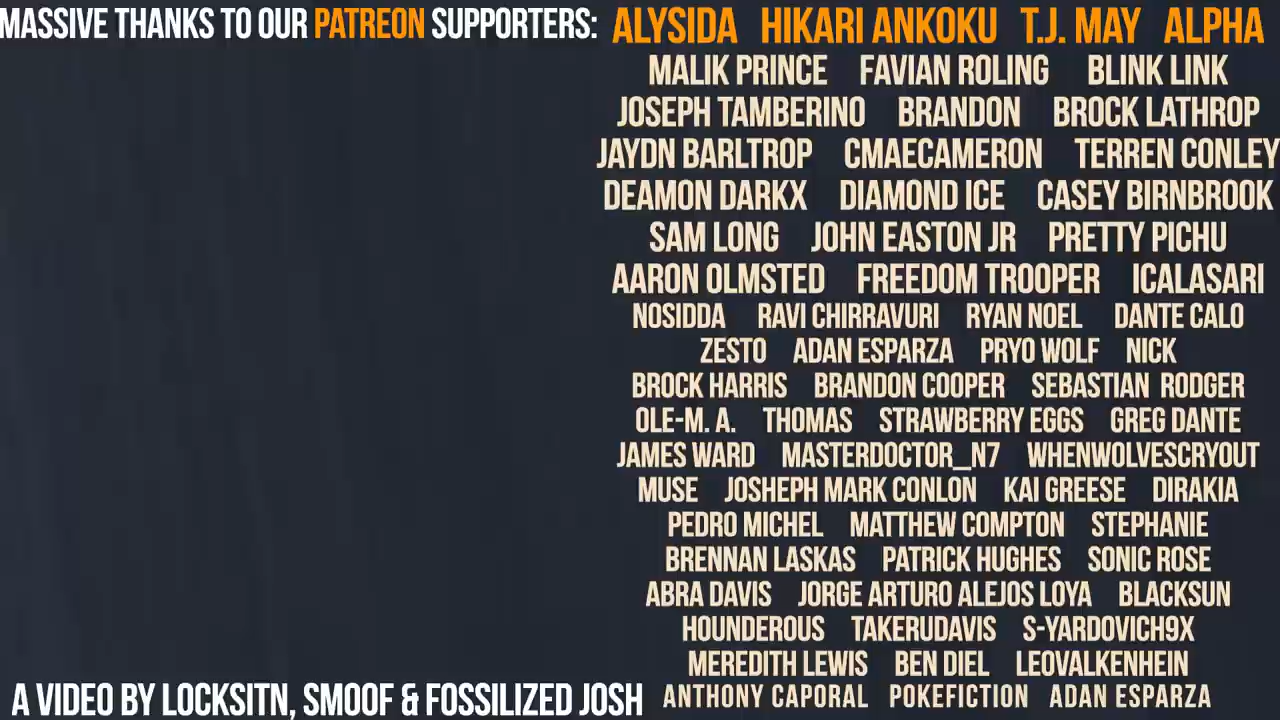 MASSIVE THANKS TO OUR PATREON SUPPORTERS: ALYSIDA HIKARI ANKOKU T.J. MAY ALPHA
MALIK PRINCE FAVIAN ROLING BLINK LINK
JOSEPH TAMBERINO BRANDON BROCK LATHROP
JAYDN BARLTROP CMAECAMERON TERREN CONLEY
DEAMON DARKX DIAMOND ICE CASEY BIRNBROOK
SAM LONG JOHN EASTON JR PRETTY PICHU
AARON OLMSTED FREEDOM TROOPER ICALASARI
NOSIDDA RAVI CHIRRAVURI RYAN NOEL DANTE CALO
ZESTO ADAN ESPARZA PRYO WOLF NICK
BROCK HARRIS BRANDON COOPER SEBASTIAN RODGER
OLE-M. A. THOMAS STRAWBERRY EGGS GREG DANTE
JAMES WARD MASTERDOCTOR_N7 WHENWOLVESCRYOUT
MUSE JOSHEPH MARK CONLON KAI GREESE DIRAKIA
PEDRO MICHEL MATTHEW COMPTON STEPHANIE
BRENNAN LASKAS PATRICK HUGHES SONIC ROSE
ABRA DAVIS JORGE ARTURO ALEJOS LOYA BLACKSUN
HOUNDEROUS TAKERUDAVIS S-YARDOVICH9X
MEREDITH LEWIS BEN DIEL LEOVALKENHEIN
A VIDEO BY LOCKSITN, SMOOF & FOSSILIZED JOSH ANTHONY CAPORAL POKEFICTION ADAN ESPARZA